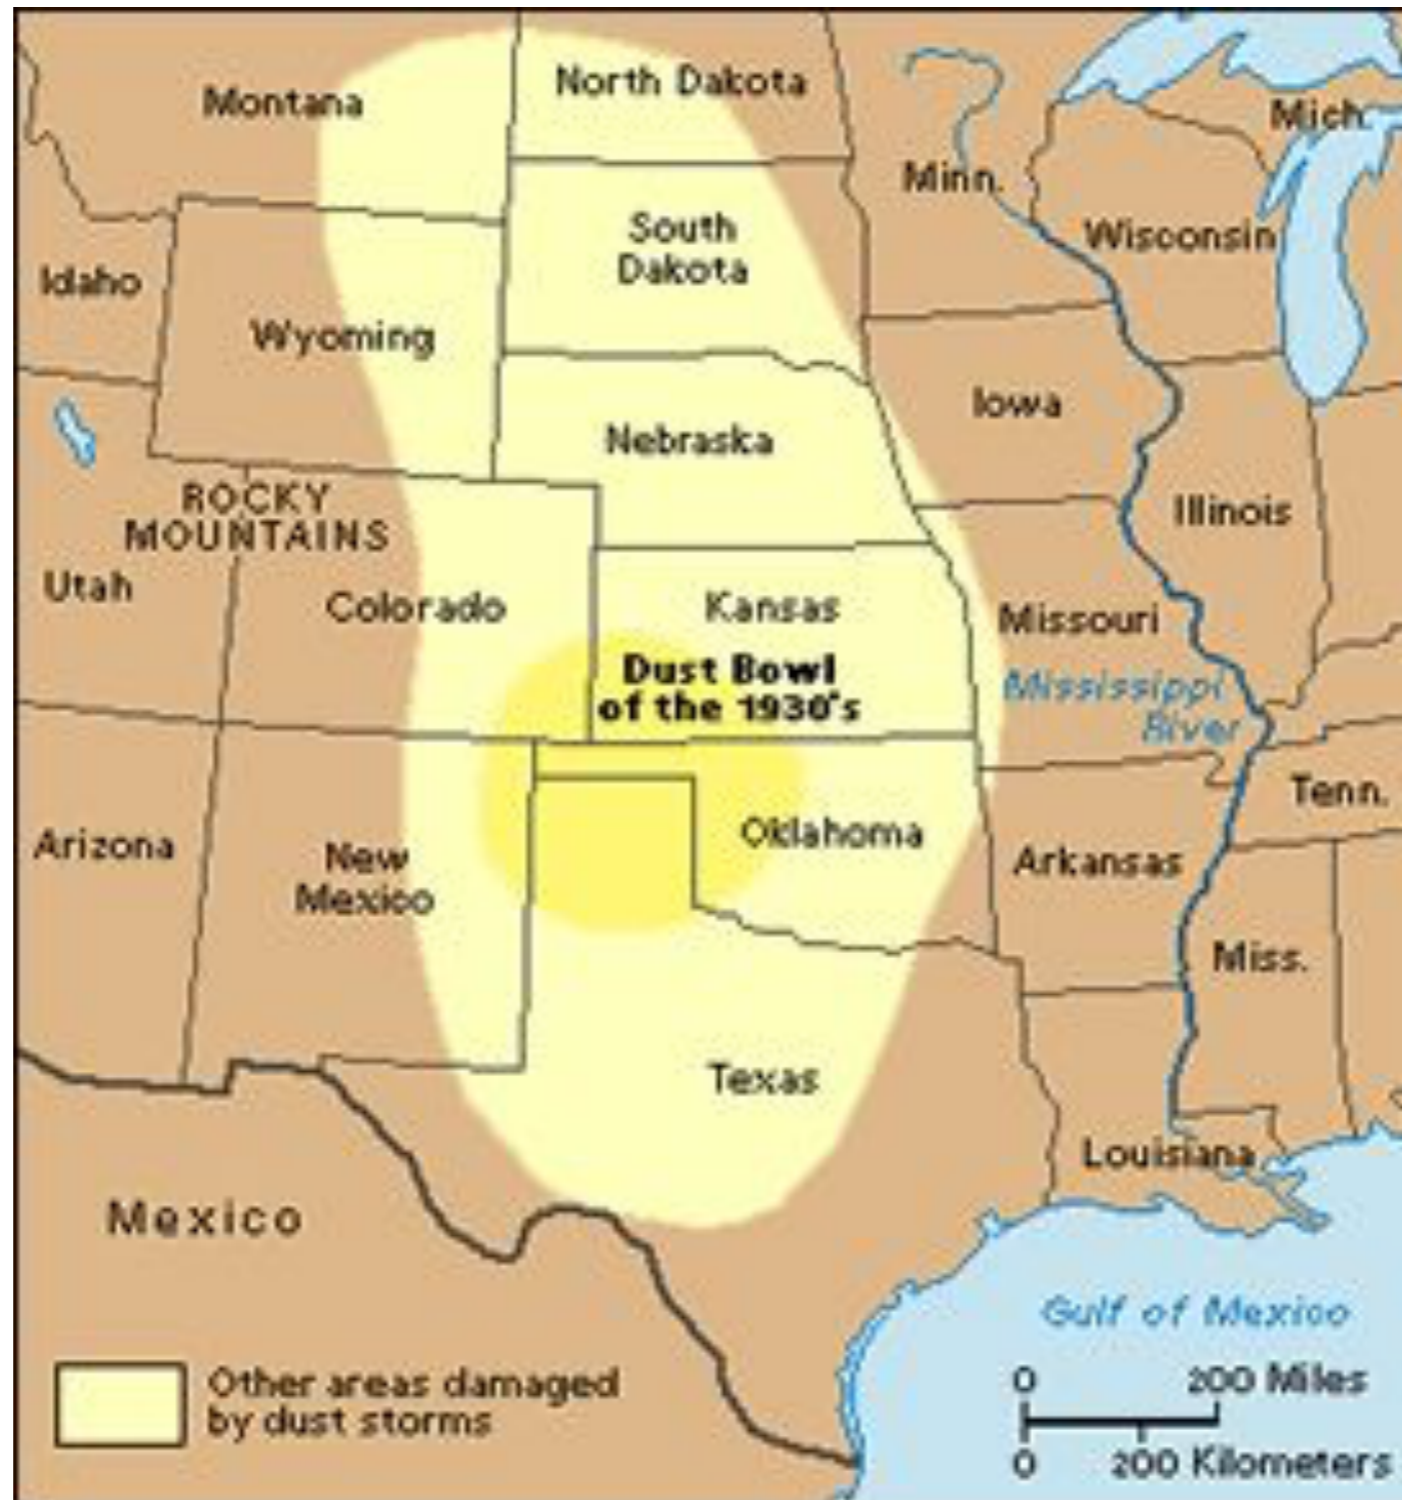 Montana
North Dakota
Minn.
Mich.
South
Dakota
Wisconsin
Idaho
Wyoming
Iowa
Nebraska
ROCKY
MOUNTAINS
Illinois
Utah
Colorado
Kansas
Missouri
Dust Bowl
of the 1930's
Mississippi
River
Tenn.
Arizona
New
Mexico
Oklahoma
Arkansas
Miss.
Texas
Louisiana
Mexico
Gulf of Mexico
Other areas damaged
by dust storms
0 200 Miles
0 200 Kilometers